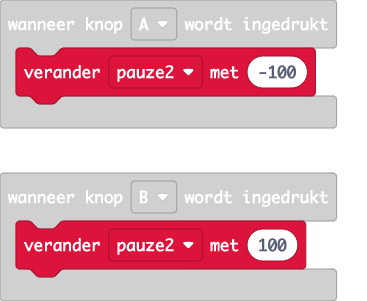 wanneer knop A wordt ingedrukt
verander pauze2 met -100
wanneer knop B wordt ingedrukt
verander pauze2 met 100